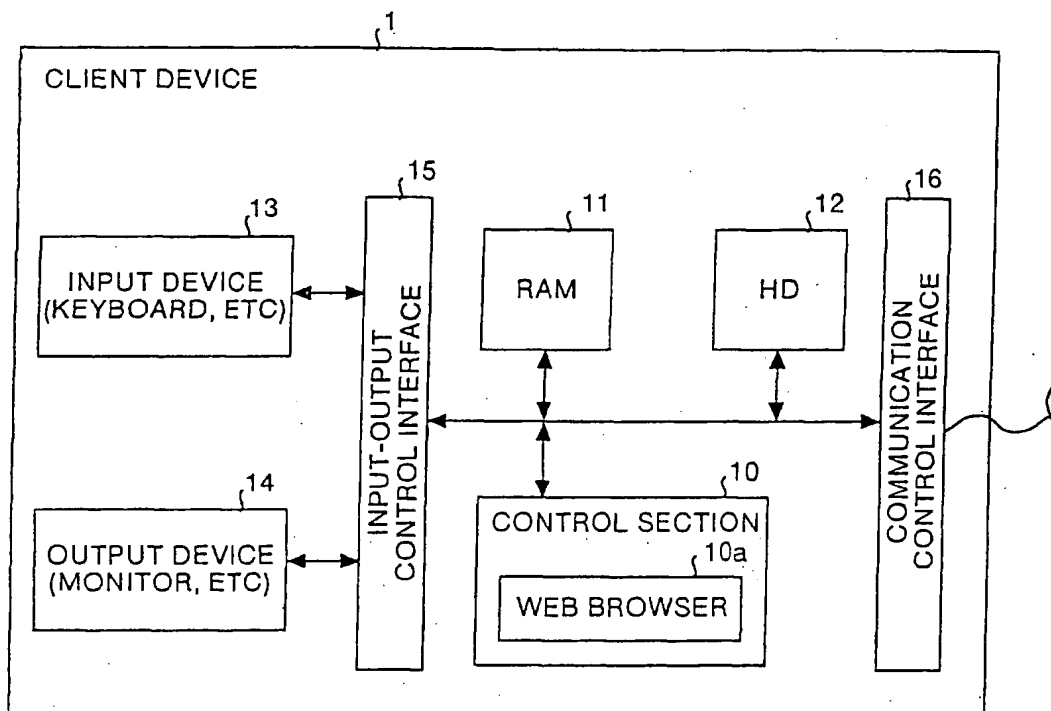 1
CLIENT DEVICE
15
11
12
16
13
INPUT DEVICE
(KEYBOARD, ETC)
INPUT-OUTPUT
CONTROL INTERFACE
RAM
HD
COMMUNICATION
CONTROL INTERFACE
14
OUTPUT DEVICE
(MONITOR, ETC)
10
CONTROL SECTION
10a
WEB BROWSER